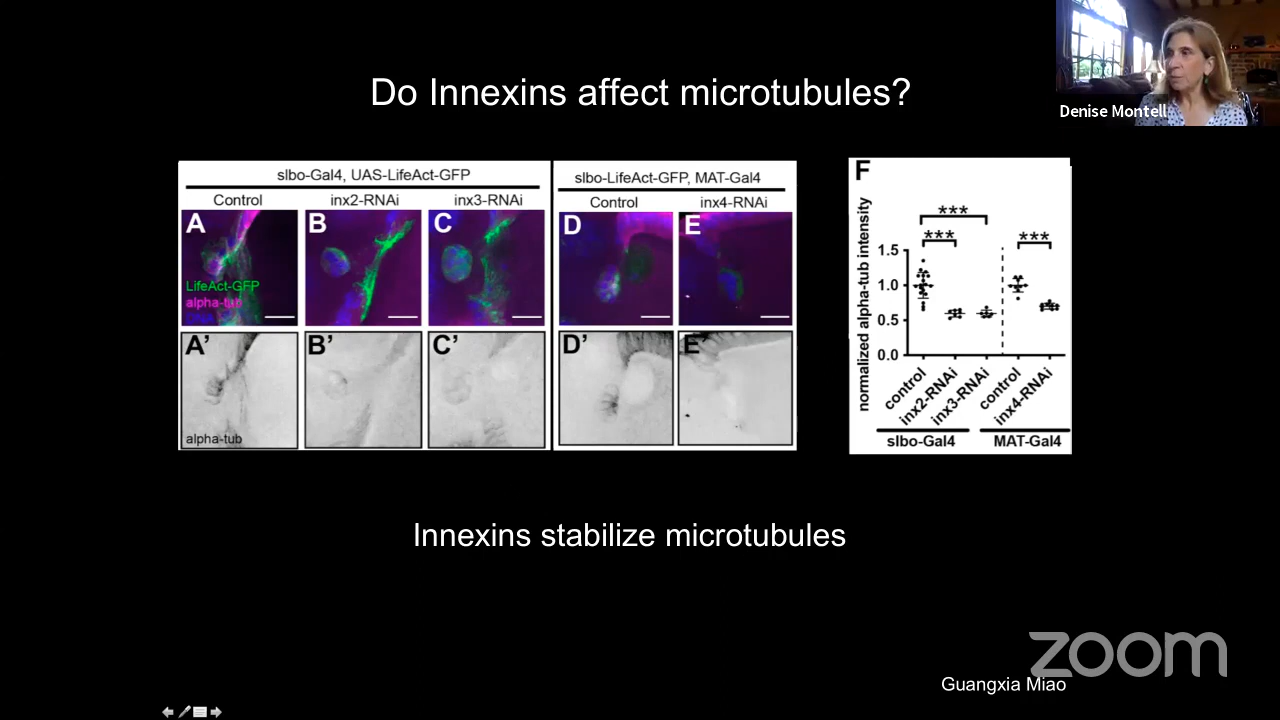 Do Innexins affect microtubules?
Denise Montell
slbo-Gal4, UAS-LifeAct-GFP
Control
inx2-RNAi
inx3-RNAi
slbo-LifeAct-GFP, MAT-Gal4
Control
inx4-RNAi
A
B
C
D
E
LifeAct-GFP
alpha-tub
DNA
A’
B’
C’
D’
E’
alpha-tub
F
normalized alpha-tub intensity
1.5
1.0
0.5
0.0
***
***
***
control
inx2-RNAi
inx3-RNAi
control
inx4-RNAi
slbo-Gal4
MAT-Gal4
Innexins stabilize microtubules
zoom
Guangxia Miao